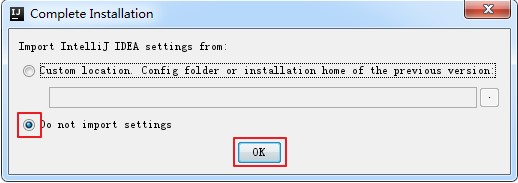 IJ Complete Installation
Import IntelliJ IDEA settings from:
Custom location. Config folder or installation home of the previous version:
.
Do not import settings
OK